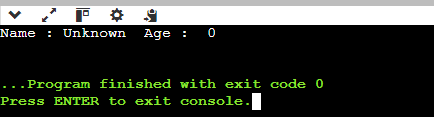 Name : Unknown  Age :  0
...Program finished with exit code 0
Press ENTER to exit console.